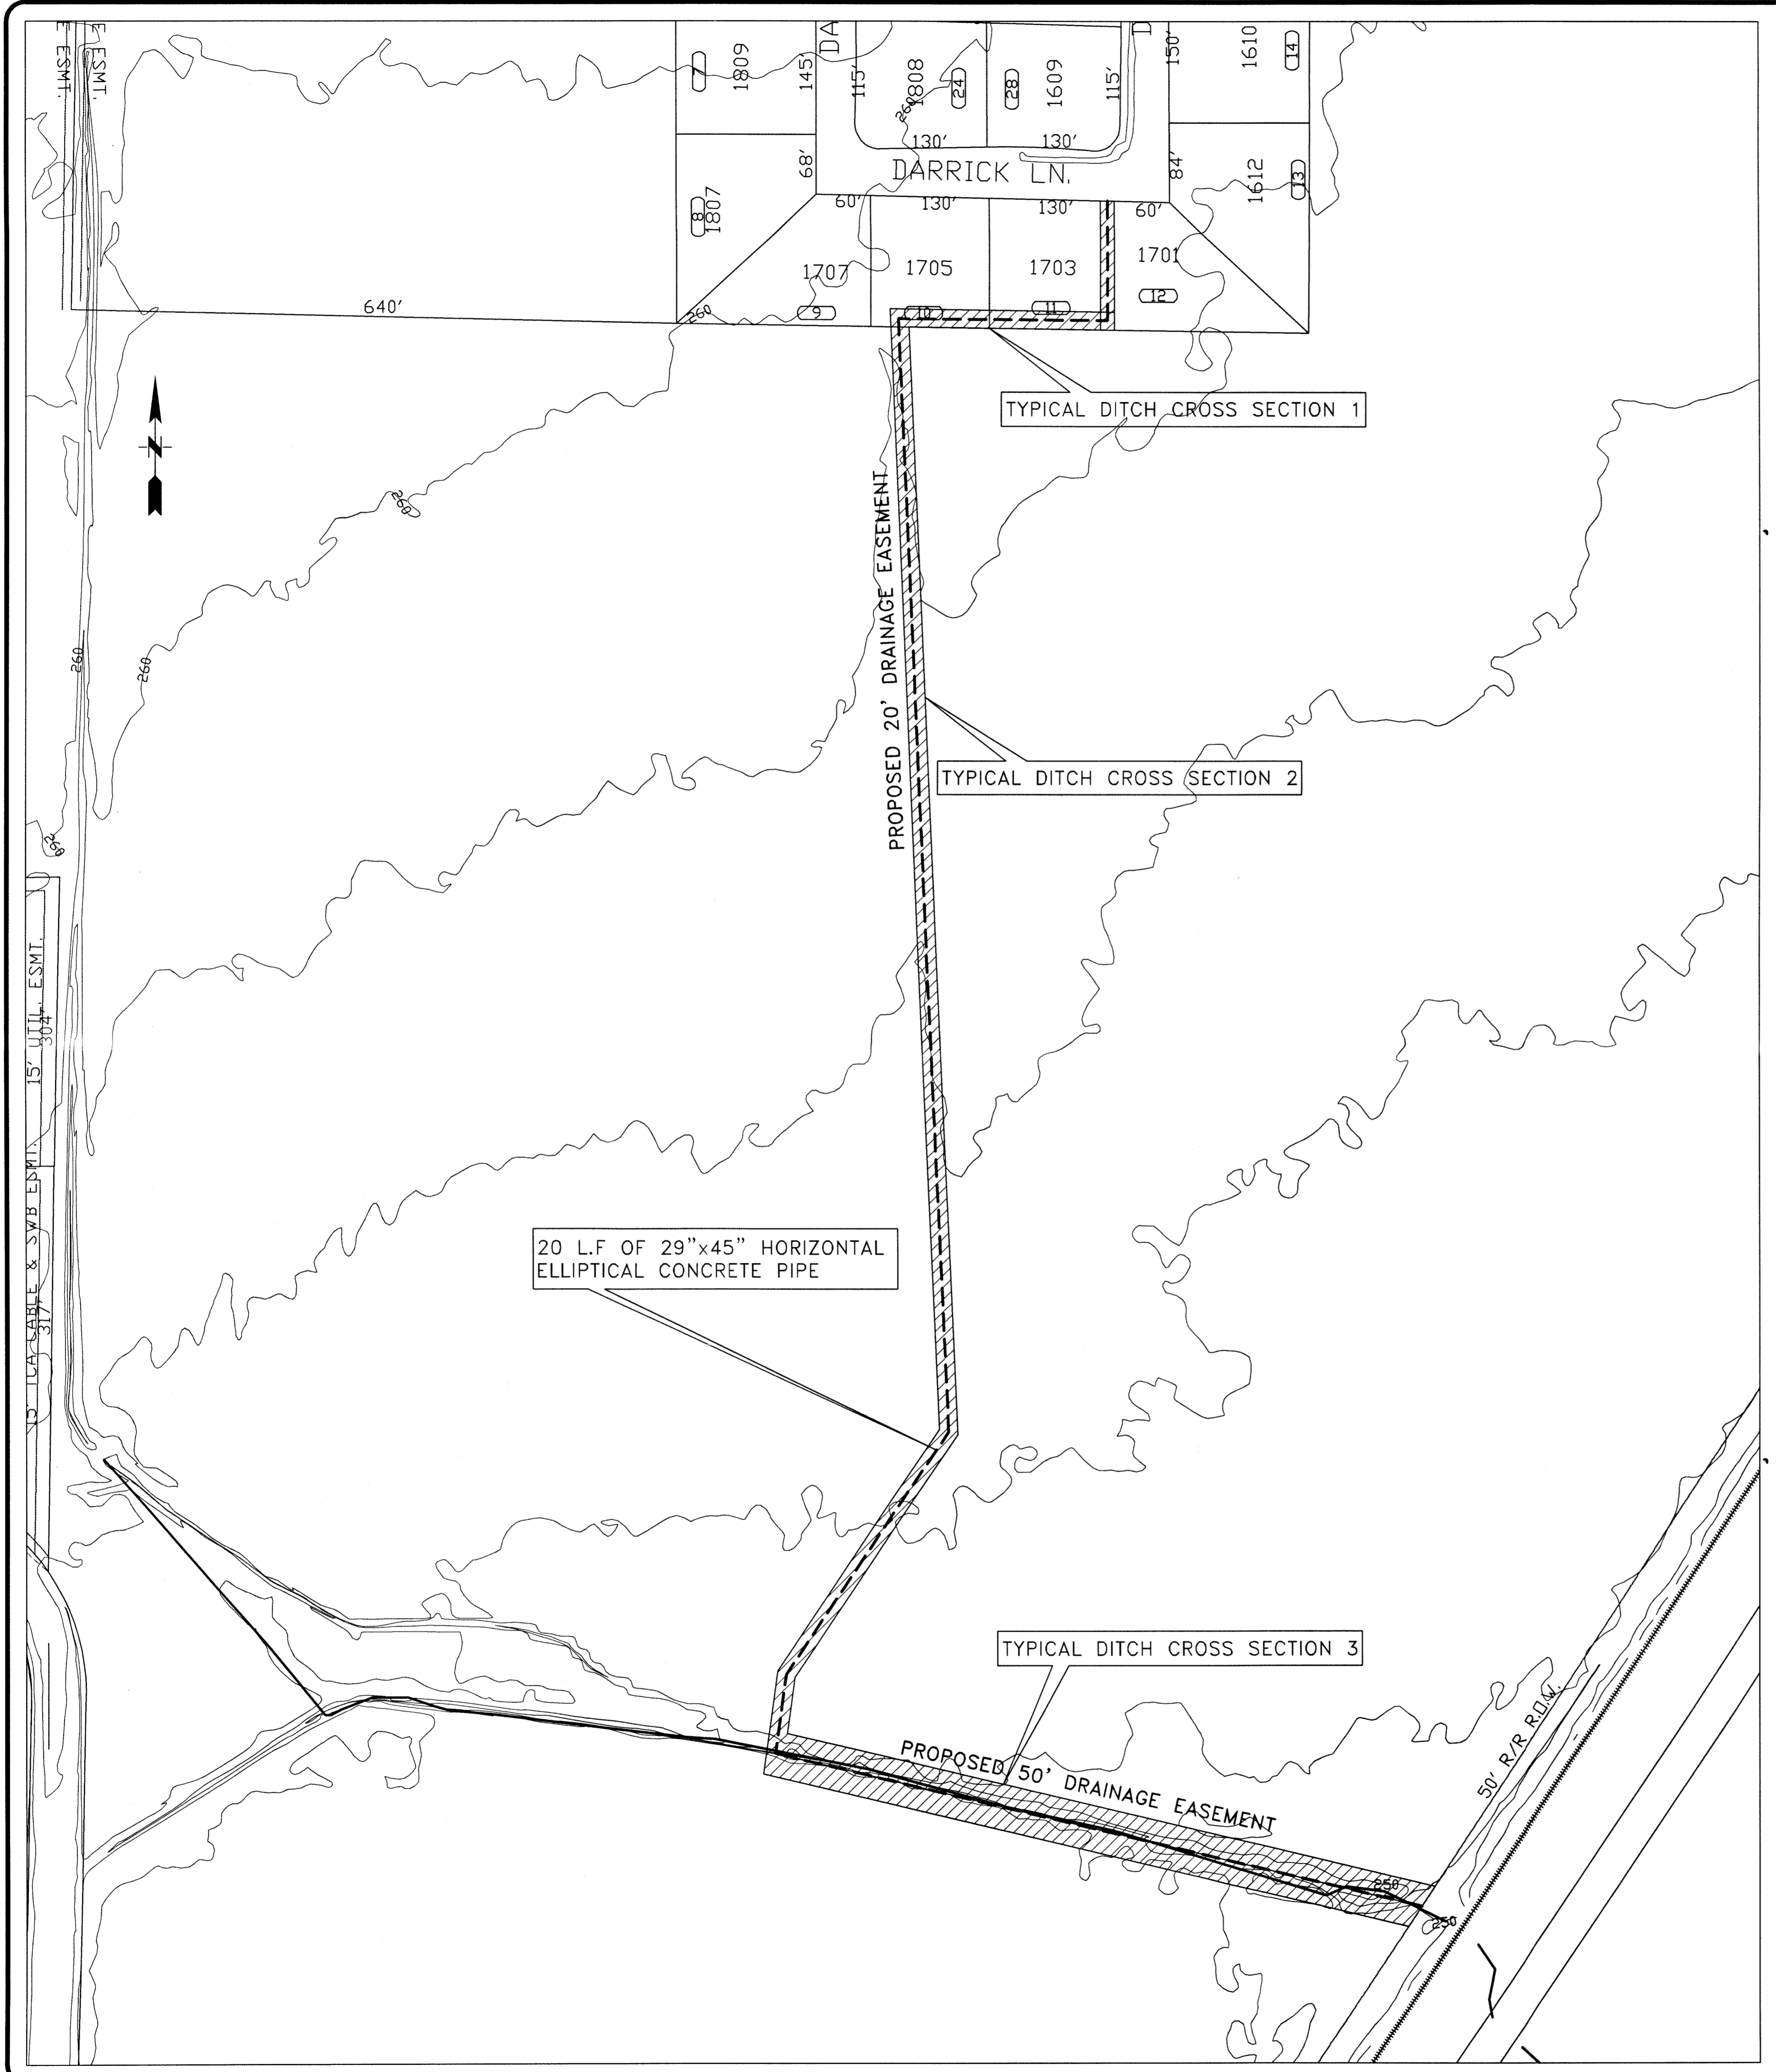 E ESMT.
E ESMT.
7
1809
145'
DA
115'
1808
24
28
1609
115'
D
150'
1610
14
260
130'
130'
DARRICK LN.
68'
84'
8
1807
1612
13
60'
130'
130'
60'
1707
1705
1703
1701
9
10
11
12
640'
260
TYPICAL DITCH CROSS SECTION 1
N
260
PROPOSED 20' DRAINAGE EASEMENT
260
260
TYPICAL DITCH CROSS SECTION 2
260
15' UTIL. ESMT.
304'
15' TCA CABLE & SWB ESMT.
317'
20 L.F OF 29"x45" HORIZONTAL
ELLIPTICAL CONCRETE PIPE
TYPICAL DITCH CROSS SECTION 3
50' R/R R.O.W.
PROPOSED 50' DRAINAGE EASEMENT
250
250